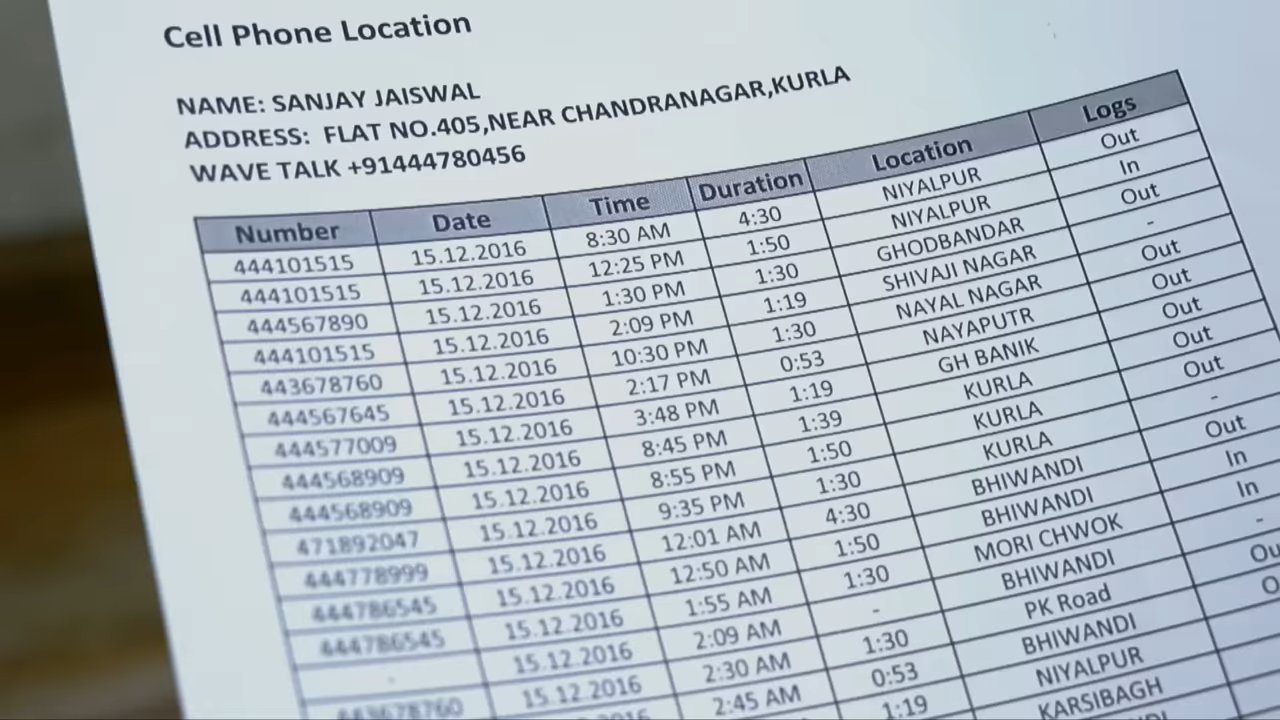 Cell Phone Location
NAME: SANJAY JAISWAL
ADDRESS: FLAT NO.405,NEAR CHANDRANAGAR,KURLA
WAVE TALK +91444780456
Number Date Time Duration Location Logs
444101515 15.12.2016 8:30 AM 4:30 NIYALPUR Out
444101515 15.12.2016 12:25 PM 1:50 NIYALPUR In
444567890 15.12.2016 1:30 PM 1:30 GHODBANDAR Out
444101515 15.12.2016 2:09 PM 1:19 SHIVAJI NAGAR -
443678760 15.12.2016 10:30 PM 1:30 NAYAL NAGAR Out
444567645 15.12.2016 2:17 PM 0:53 NAYAPUTR Out
444577009 15.12.2016 3:48 PM 1:19 GH BANIK Out
444568909 15.12.2016 8:45 PM 1:39 KURLA Out
444568909 15.12.2016 8:55 PM 1:50 KURLA Out
471892047 15.12.2016 9:35 PM 1:30 KURLA -
444778999 15.12.2016 12:01 AM 4:30 BHIWANDI Out
444786545 15.12.2016 12:50 AM 1:50 BHIWANDI In
444786545 15.12.2016 1:55 AM 1:30 MORI CHWOK In
- 15.12.2016 2:09 AM - BHIWANDI -
443678760 15.12.2016 2:30 AM 1:30 PK Road Ou
2016 2:45 AM 0:53 BHIWANDI O
1:19 NIYALPUR
KARSIBAGH